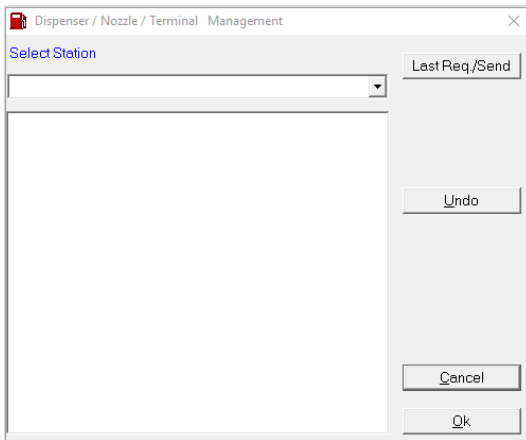 Dispenser / Nozzle / Terminal   Management
Select Station
Last Req./Send
Undo
Cancel
Ok